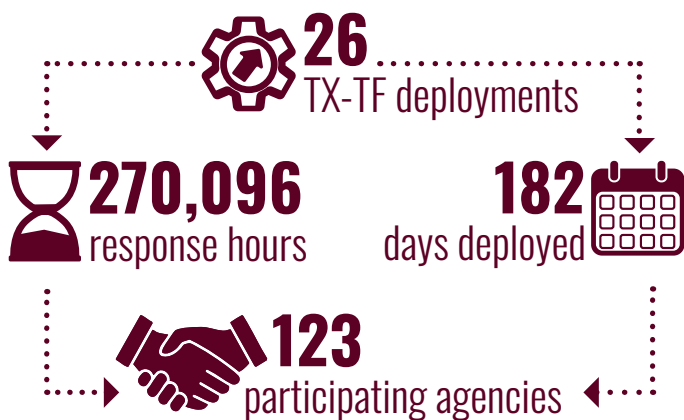 26
TX-TF deployments
270,096
response hours
182
days deployed
123
participating agencies